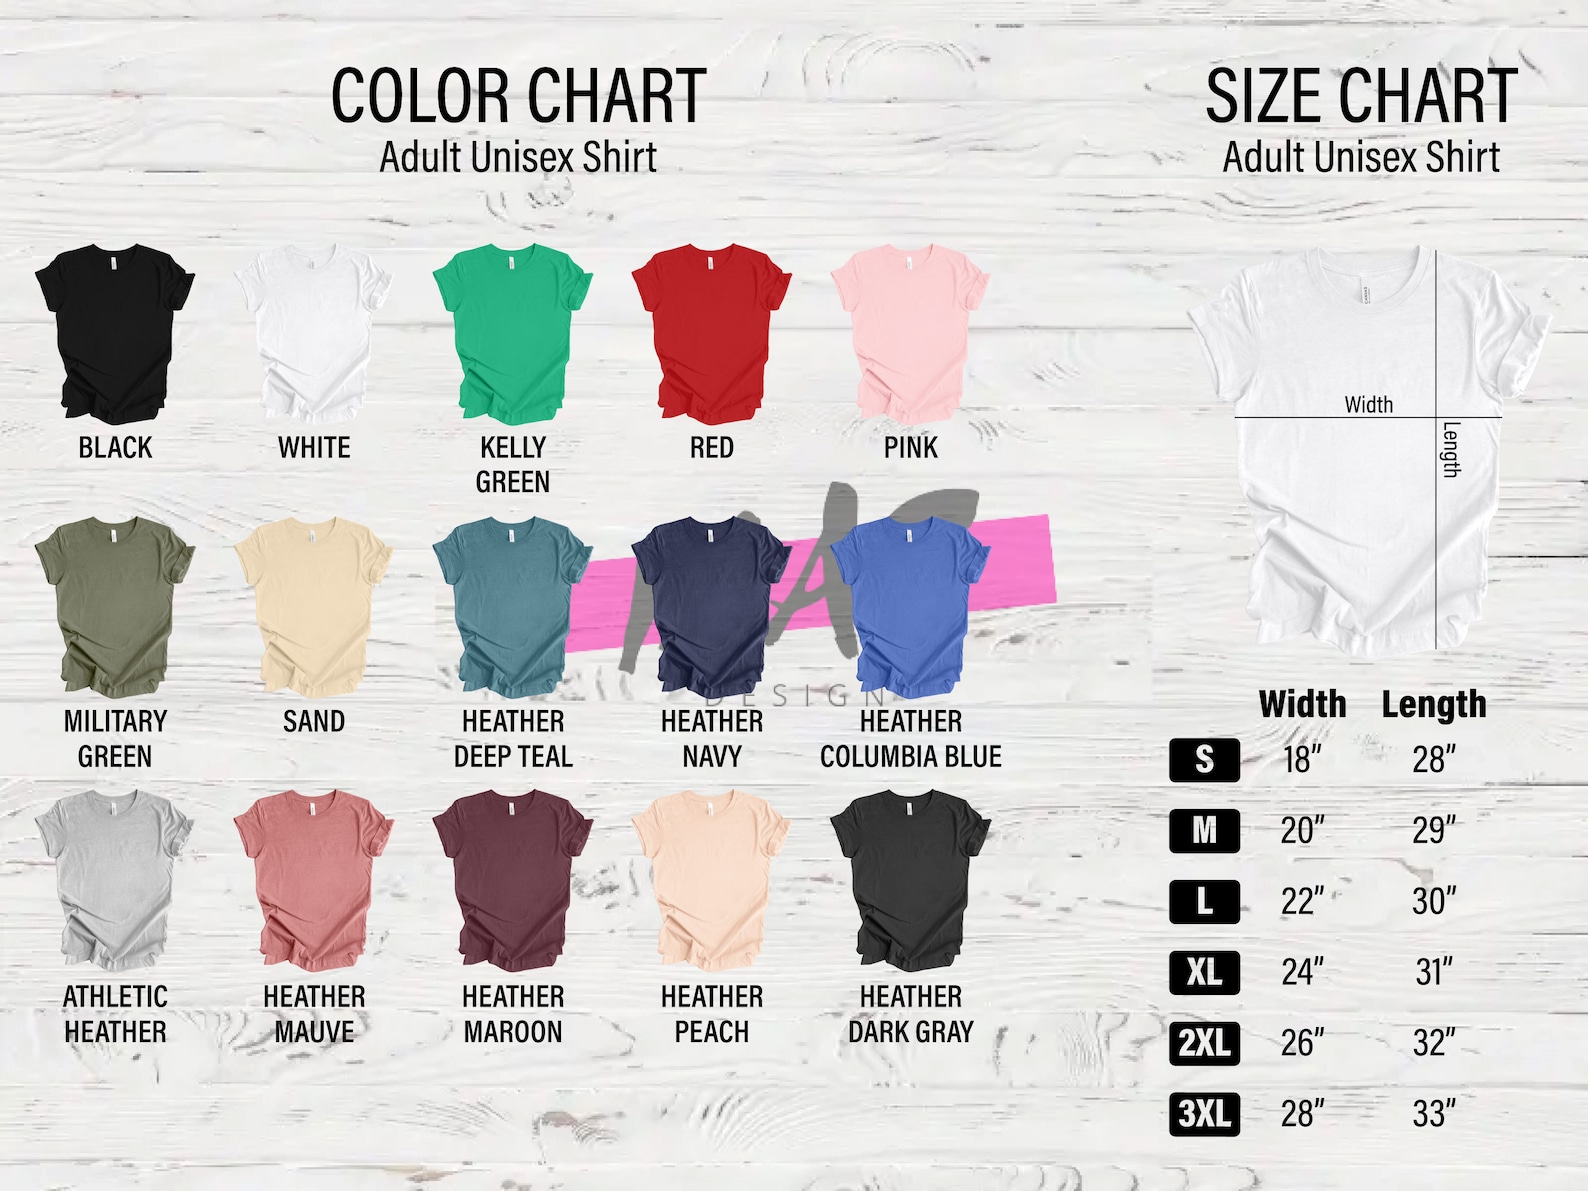 COLOR CHART
Adult Unisex Shirt
BLACK
WHITE
KELLY
GREEN
RED
PINK
MILITARY
GREEN
SAND
HEATHER
DEEP TEAL
HEATHER
NAVY
HEATHER
COLUMBIA BLUE
DESIGN
ATHLETIC
HEATHER
HEATHER
MAUVE
HEATHER
MAROON
HEATHER
PEACH
HEATHER
DARK GRAY
SIZE CHART
Adult Unisex Shirt
Width
Length
Width Length
S 18” 28”
M 20” 29”
L 22” 30”
XL 24” 31”
2XL 26” 32”
3XL 28” 33”